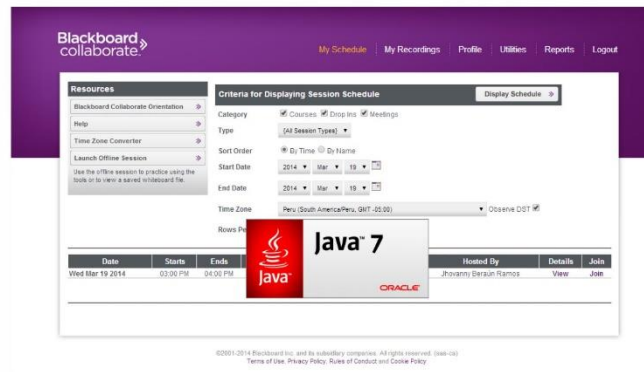 Blackboard
collaborate.
My Schedule My Recordings Profile Utilities Reports Logout
Resources
Blackboard Collaborate Orientation
Help
Time Zone Converter
Launch Offline Session
Use the offline session to practice using the
tools or to view a saved whiteboard file.
Criteria for Displaying Session Schedule Display Schedule
Category Courses Drop Ins Meetings
Type [All Session Types]
Sort Order By Time By Name
Start Date 2014 Mar 19
End Date 2014 Mar 19
Time Zone Peru (South America/Peru, GMT -05:00) Observe DST
Rows Pe
Java 7
Java
ORACLE
Date Starts Ends Hosted By Details Join
Wed Mar 19 2014 03:00 PM 04:00 PM Jhovanny Beraún Ramos View Join
©2001-2014 Blackboard Inc. and its subsidiary companies. All rights reserved.
Terms of Use, Privacy Policy, Rules of Conduct and Cookie Policy